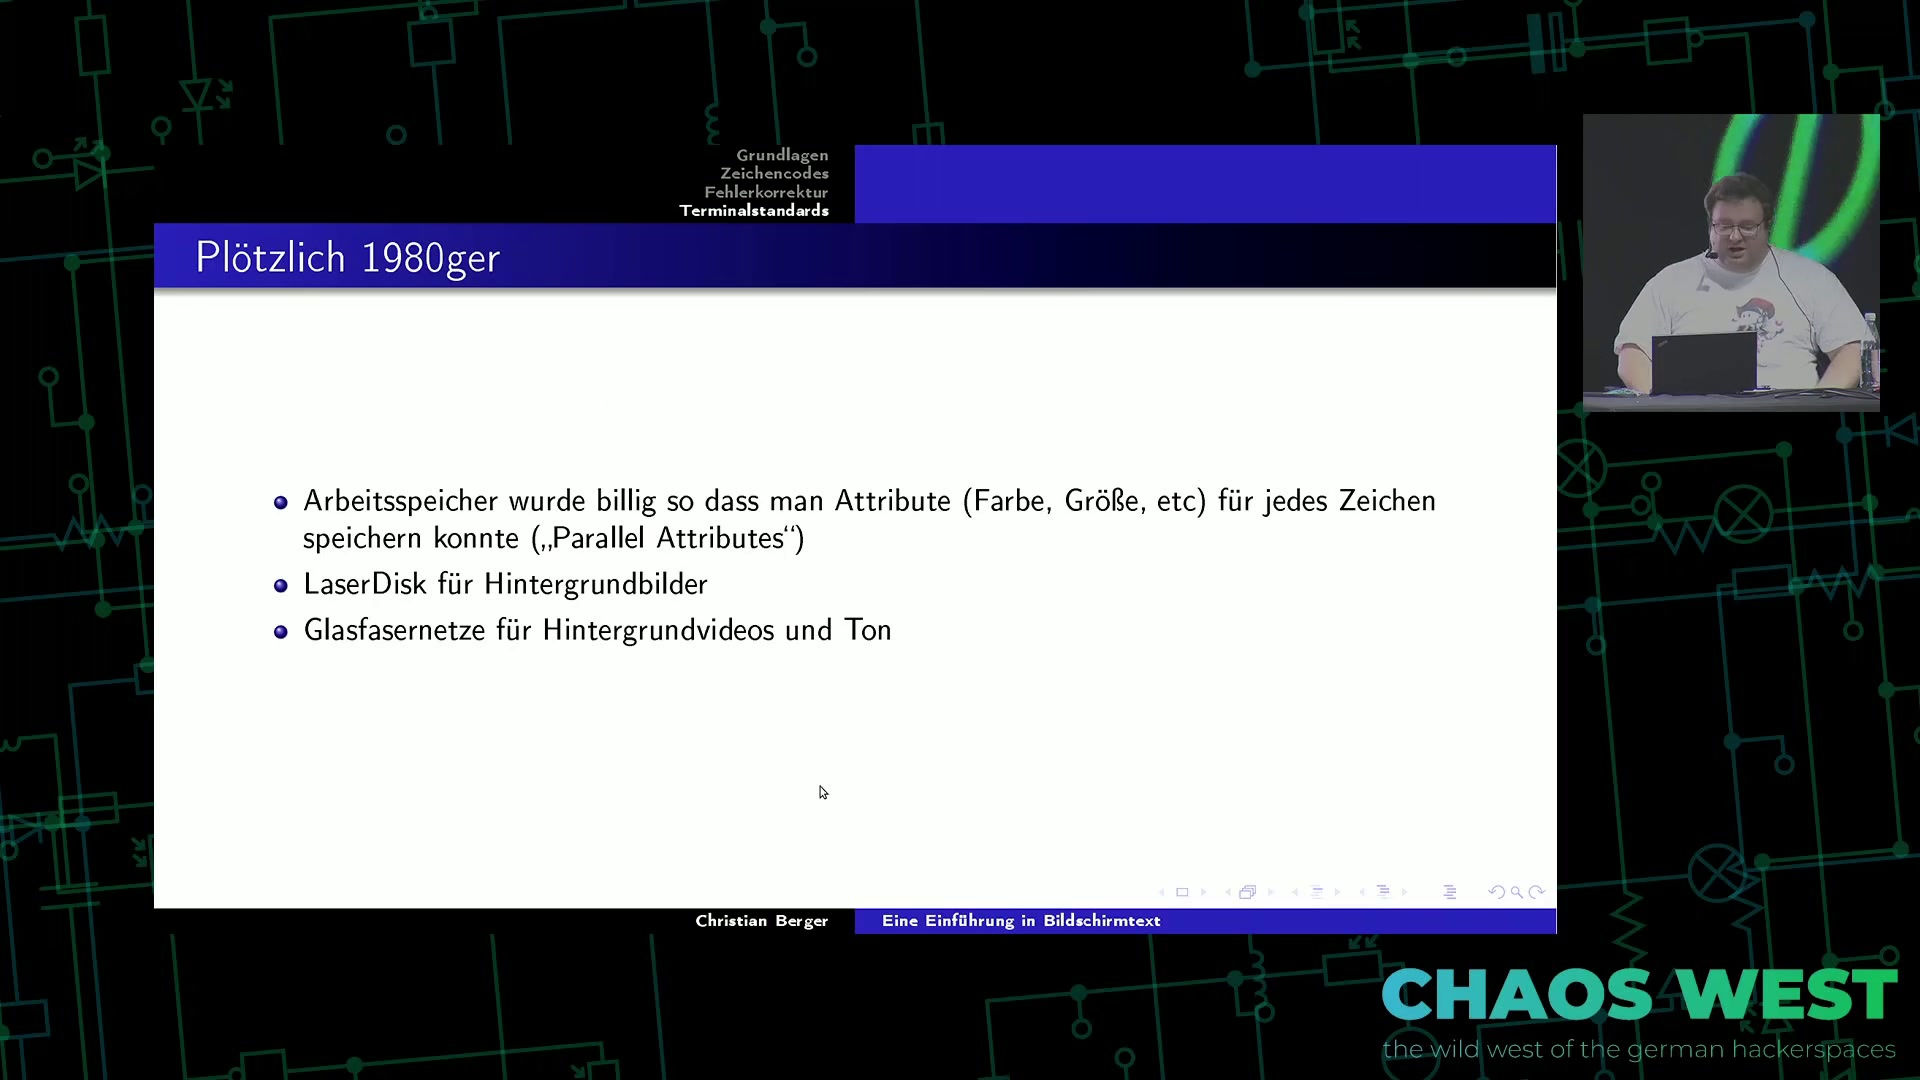 Grundlagen
Zeichencodes
Fehlerkorrektur
Terminalstandards
Plötzlich 1980ger
Arbeitsspeicher wurde billig so dass man Attribute (Farbe, Größe, etc) für jedes Zeichen
speichern konnte („Parallel Attributes“)
LaserDisk für Hintergrundbilder
Glasfasernetze für Hintergrundvideos und Ton
Christian Berger
Eine Einführung in Bildschirmtext
CHAOS WEST
the wild west of the german hackerspaces